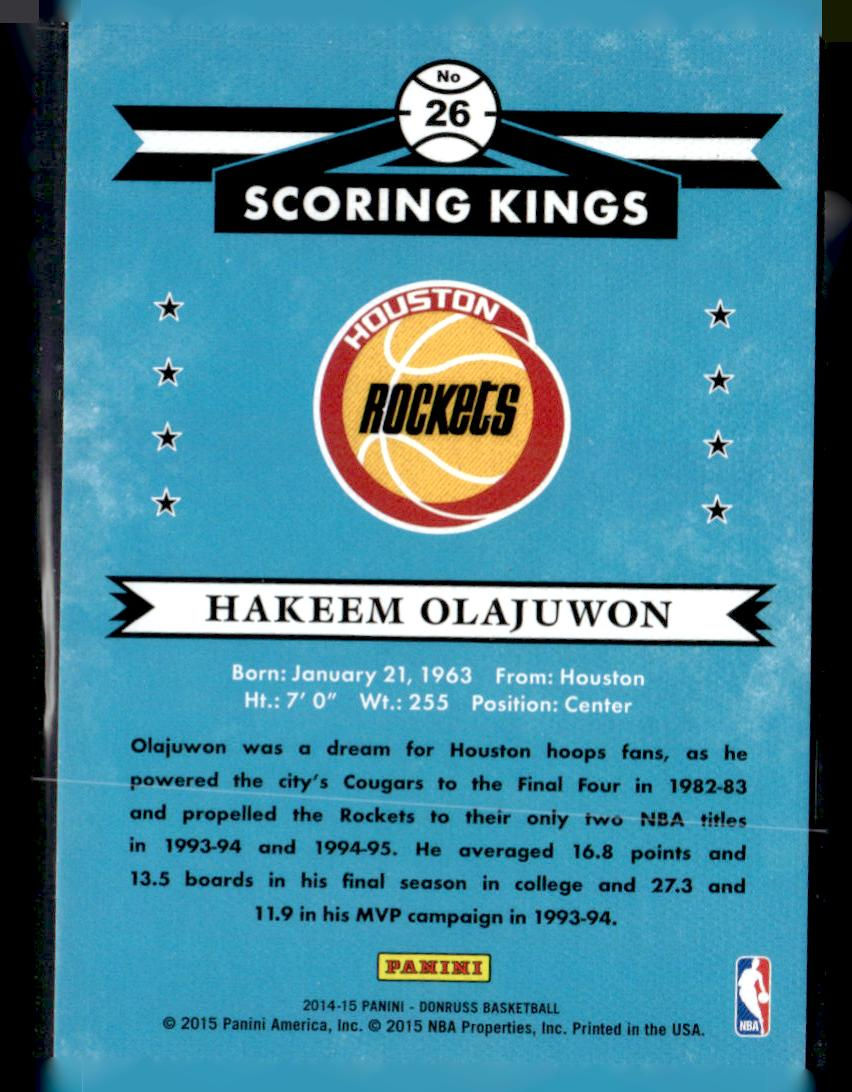 No
26
SCORING KINGS
HOUSTON
ROCKETS
HAKEEM OLAJUWON
Born: January 21, 1963 From: Houston
Ht.: 7' 0" Wt.: 255 Position: Center
Olajuwon was a dream for Houston hoops fans, as he
powered the city's Cougars to the Final Four in 1982-83
and propelled the Rockets to their only two NBA titles
in 1993-94 and 1994-95. He averaged 16.8 points and
13.5 boards in his final season in college and 27.3 and
11.9 in his MVP campaign in 1993-94.
PANINI
2014-15 PANINI - DONRUSS BASKETBALL
© 2015 Panini America, Inc. © 2015 NBA Properties, Inc. Printed in the USA.
NBA